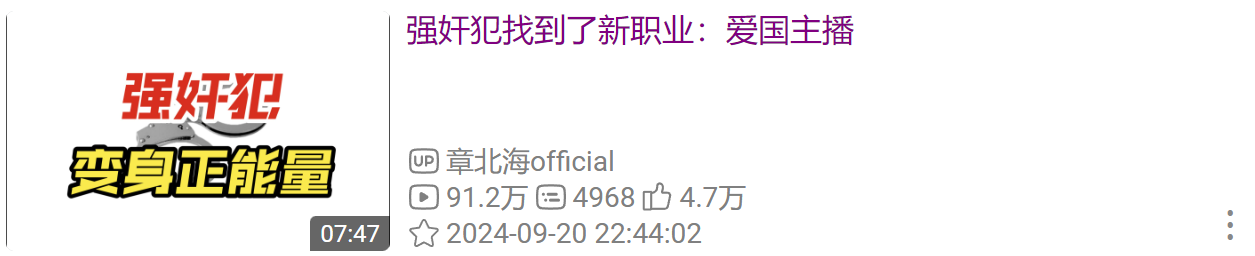 强奸犯
变身正能量
07:47
强奸犯找到了新职业：爱国主播
UP 章北海official
91.2万 4968 4.7万
2024-09-20 22:44:02